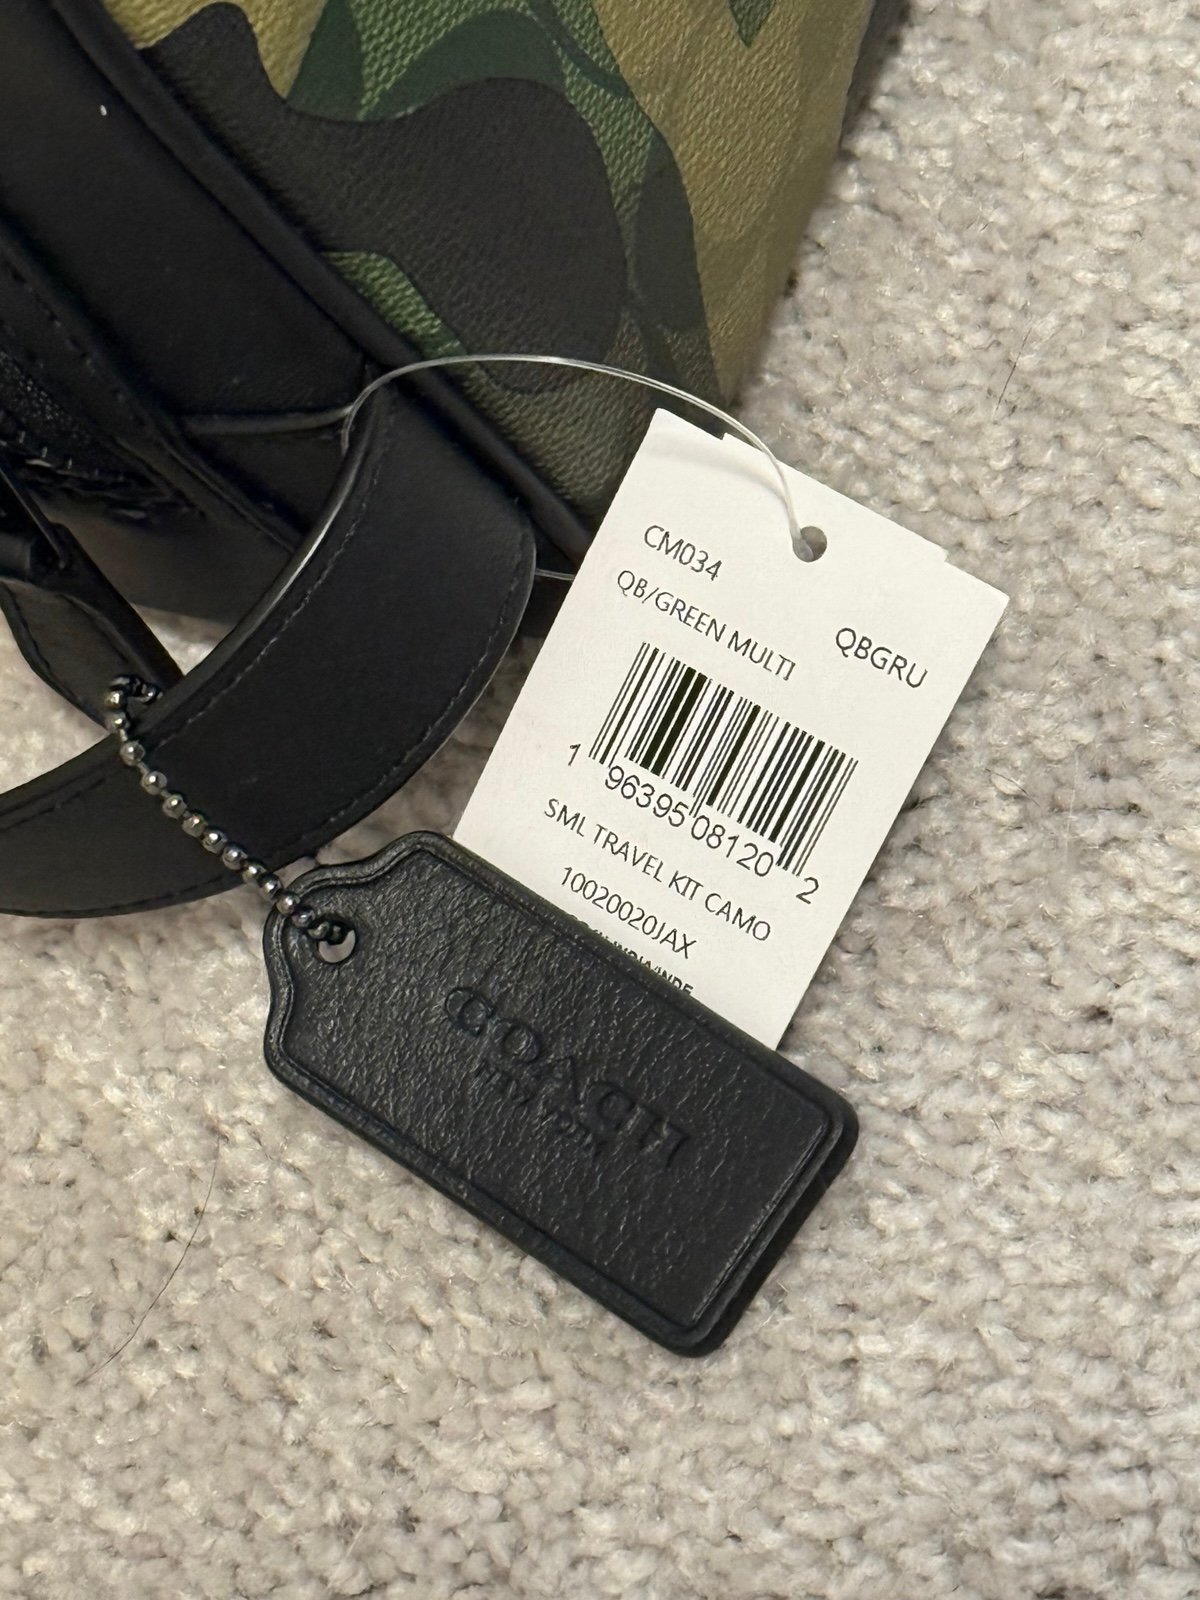 CM034
QB/GREEN MULTI
QBGRU
1 96395 08120 2
SML TRAVEL KIT CAMO
10020020JAX
COACH
NEW YORK